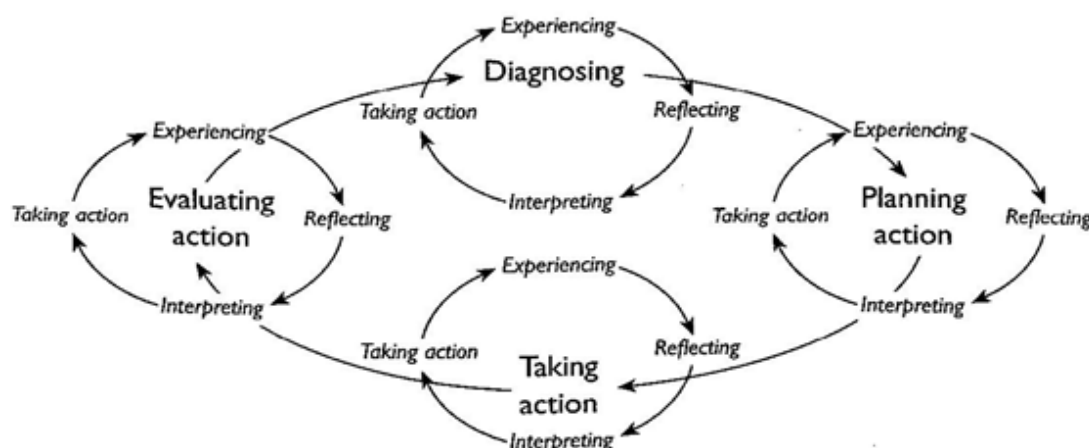 Experiencing
Diagnosing
Taking action
Reflecting
Interpreting
Experiencing
Evaluating
action
Taking action
Reflecting
Interpreting
Experiencing
Planning
action
Taking action
Reflecting
Interpreting
Experiencing
Taking action
Reflecting
Taking
action
Interpreting